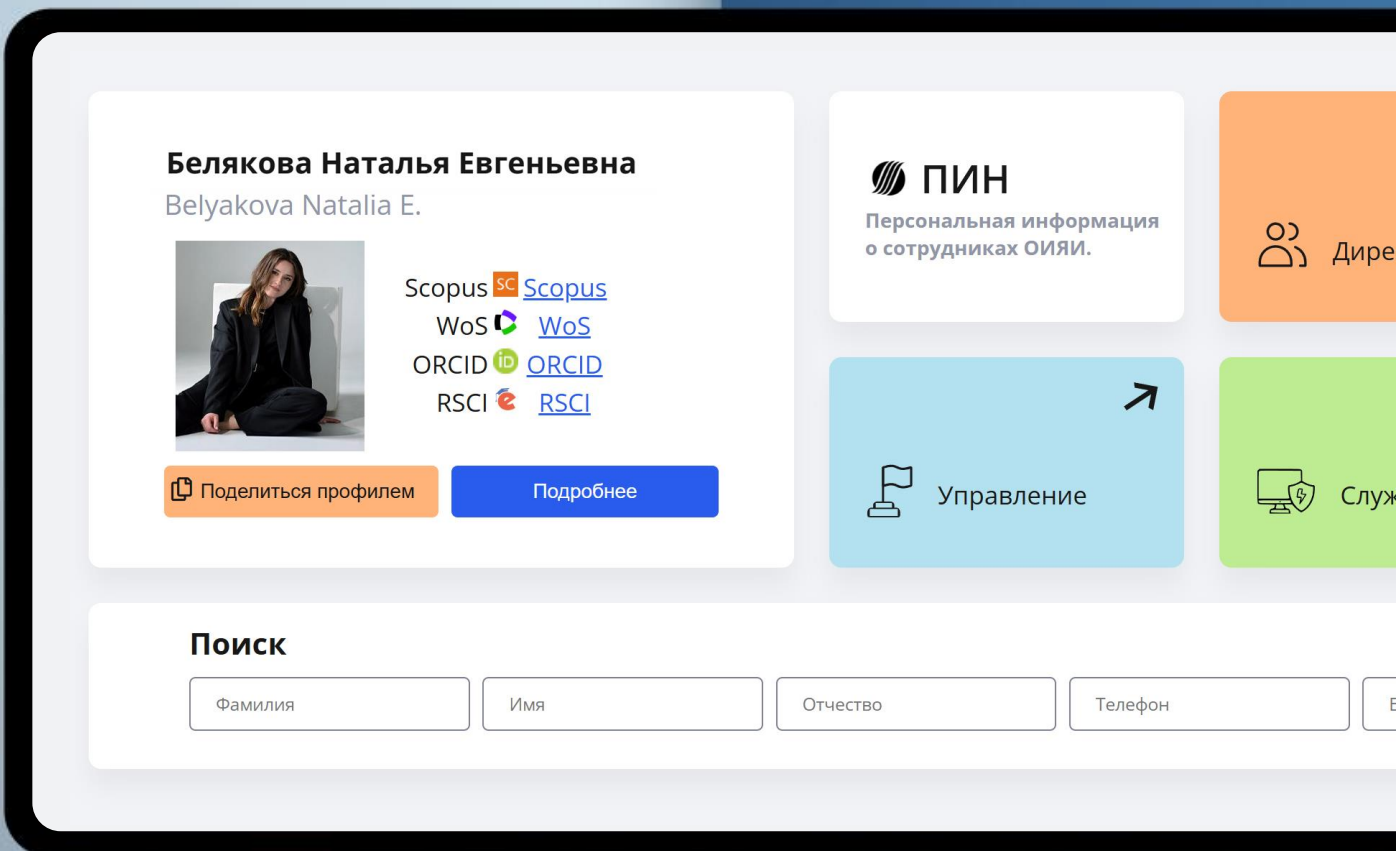 Белякова Наталья Евгеньевна
Belyakova Natalia E.
Scopus SC Scopus
WoS WoS
ORCID iD ORCID
RSCI RSCI
Поделиться профилем
Подробнее
ПИН
Персональная информация
о сотрудниках ОИЯИ.
Управление
Поиск
Фамилия
Имя
Отчество
Телефон